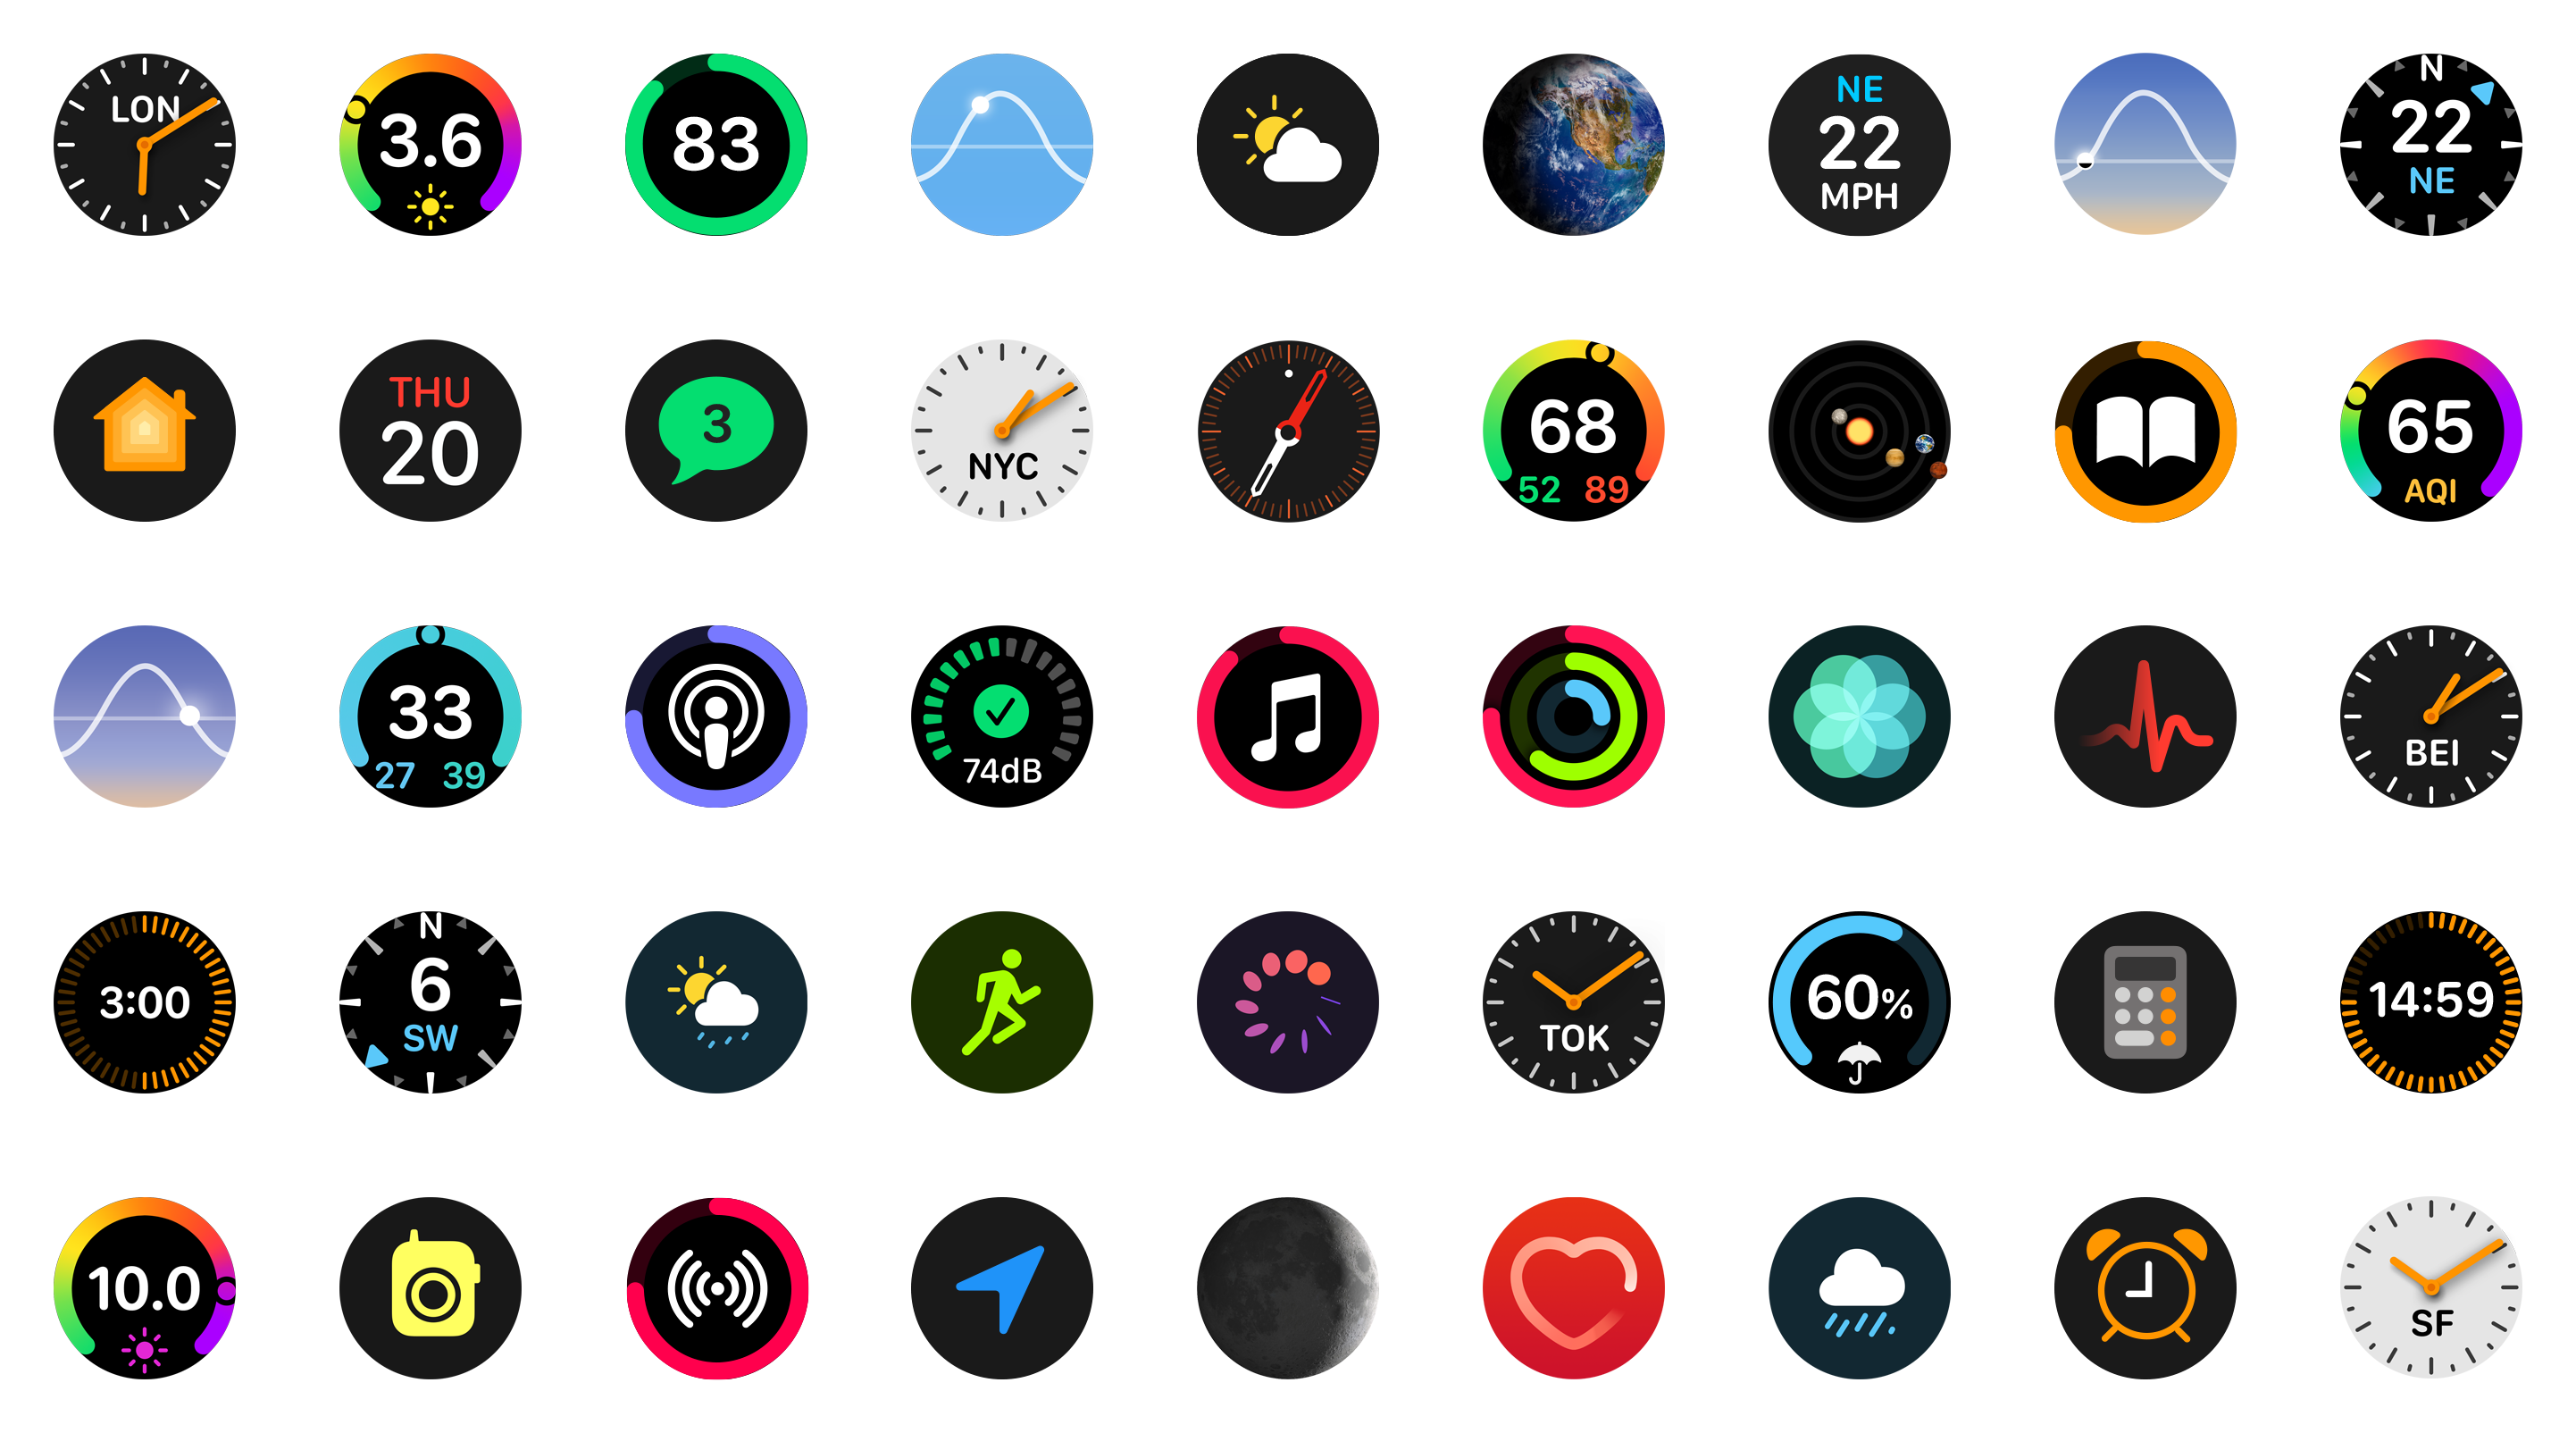 LON
3.6
83
NE
22
MPH
N
22
NE
THU
20
3
NYC
68
52 89
65
AQI
33
27 39
74dB
BEI
3:00
N
6
SW
TOK
60%
14:59
10.0
SF